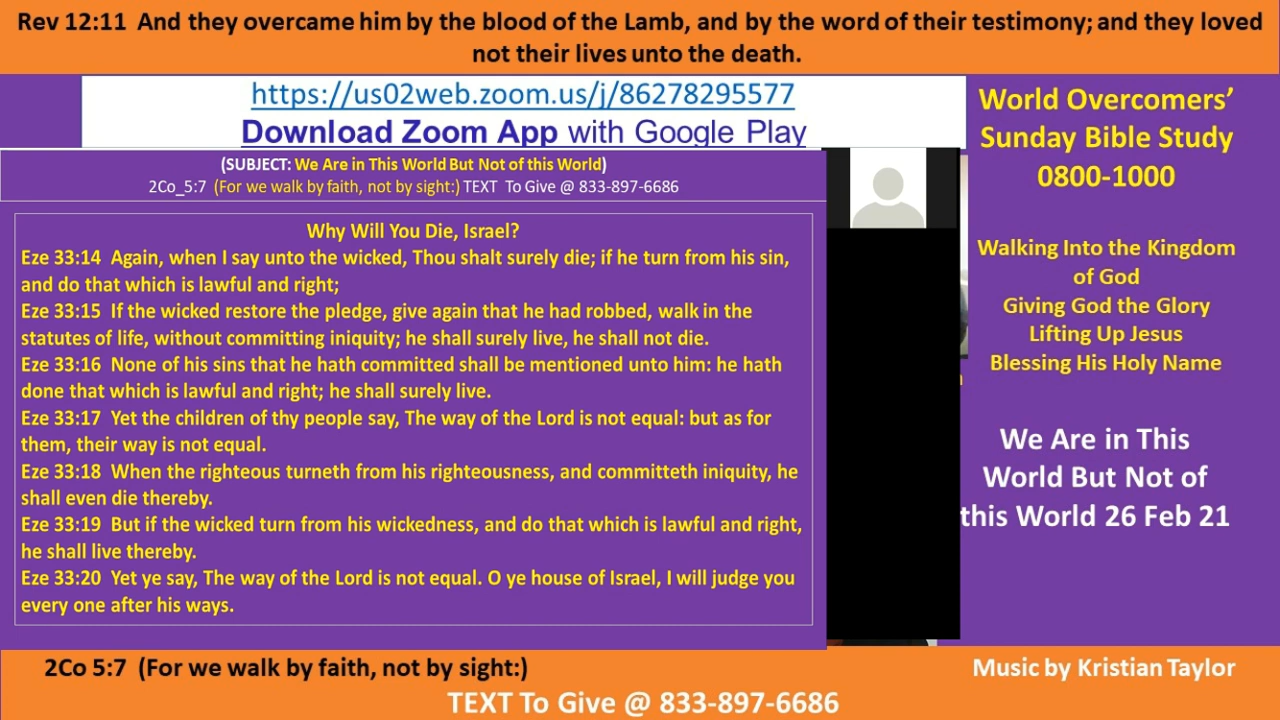 Rev 12:11 And they overcame him by the blood of the Lamb, and by the word of their testimony; and they loved
not their lives unto the death.
https://us02web.zoom.us/j/86278295577
Download Zoom App with Google Play
(SUBJECT: We Are in This World But Not of this World)
2Co_5:7 (For we walk by faith, not by sight:) TEXT To Give @ 833-897-6686
Why Will You Die, Israel?
Eze 33:14 Again, when I say unto the wicked, Thou shalt surely die; if he turn from his sin,
and do that which is lawful and right;
Eze 33:15 If the wicked restore the pledge, give again that he had robbed, walk in the
statutes of life, without committing iniquity; he shall surely live, he shall not die.
Eze 33:16 None of his sins that he hath committed shall be mentioned unto him: he hath
done that which is lawful and right; he shall surely live.
Eze 33:17 Yet the children of thy people say, The way of the Lord is not equal: but as for
them, their way is not equal.
Eze 33:18 When the righteous turneth from his righteousness, and committeth iniquity, he
shall even die thereby.
Eze 33:19 But if the wicked turn from his wickedness, and do that which is lawful and right,
he shall live thereby.
Eze 33:20 Yet ye say, The way of the Lord is not equal. O ye house of Israel, I will judge you
every one after his ways.
World Overcomers'
Sunday Bible Study
0800-1000
Walking Into the Kingdom
of God
Giving God the Glory
Lifting Up Jesus
Blessing His Holy Name
We Are in This
World But Not of
this World 26 Feb 21
2Co 5:7 (For we walk by faith, not by sight:)
Music by Kristian Taylor
TEXT To Give @ 833-897-6686